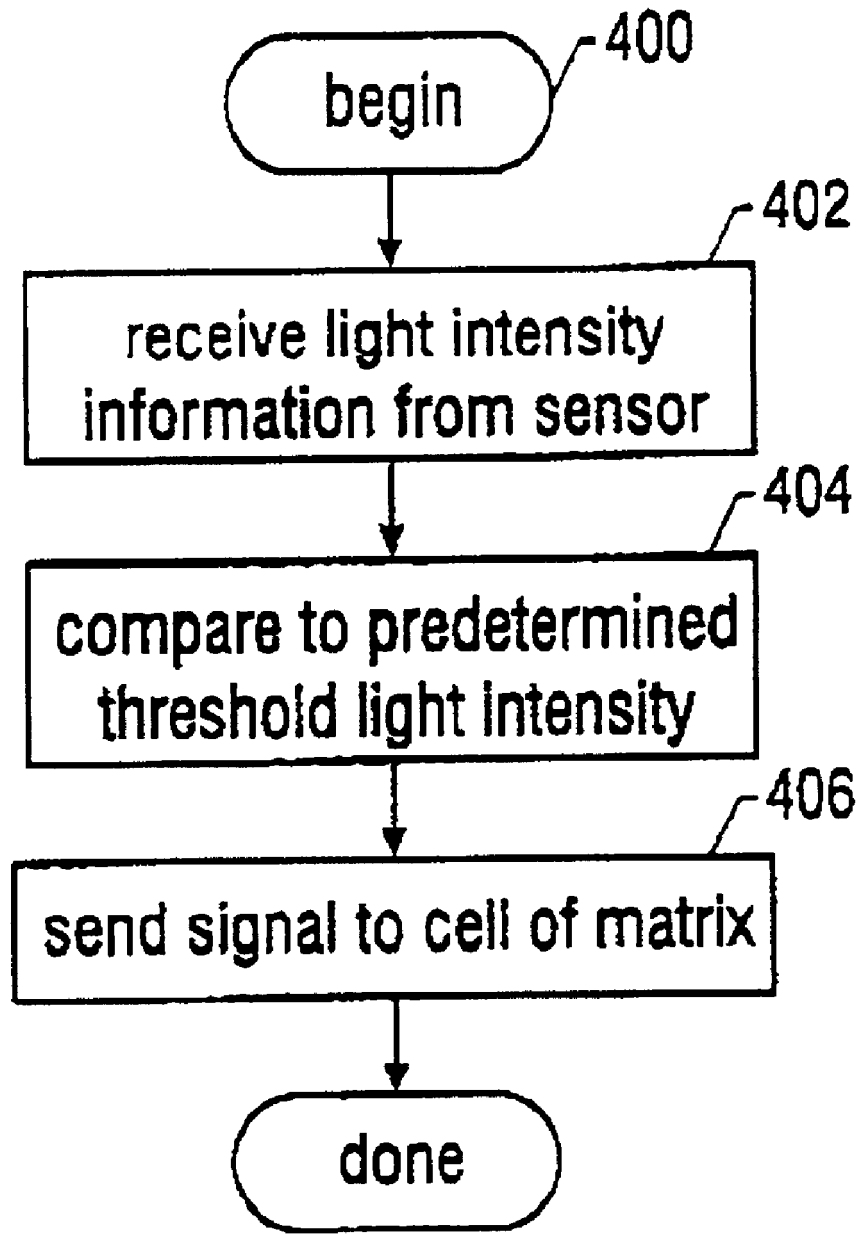 400
begin
402
receive light intensity
information from sensor
404
compare to predetermined
threshold light intensity
406
send signal to cell of matrix
done